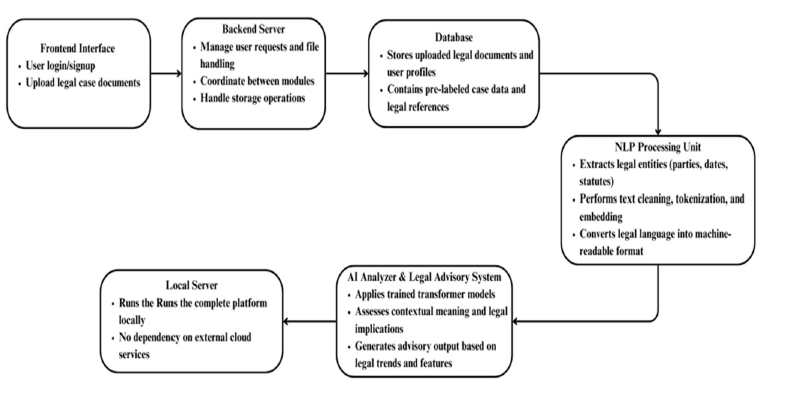 Frontend Interface
• User login/signup
• Upload legal case documents
Backend Server
• Manage user requests and file
handling
• Coordinate between modules
• Handle storage operations
Database
• Stores uploaded legal documents and
user profiles
• Contains pre-labeled case data and
legal references
NLP Processing Unit
• Extracts legal entities (parties, dates,
statutes)
• Performs text cleaning, tokenization, and
embedding
• Converts legal language into machine-
readable format
AI Analyzer & Legal Advisory System
• Applies trained transformer models
• Assesses contextual meaning and legal
implications
• Generates advisory output based on
legal trends and features
Local Server
• Runs the Runs the complete platform
locally
• No dependency on external cloud
services